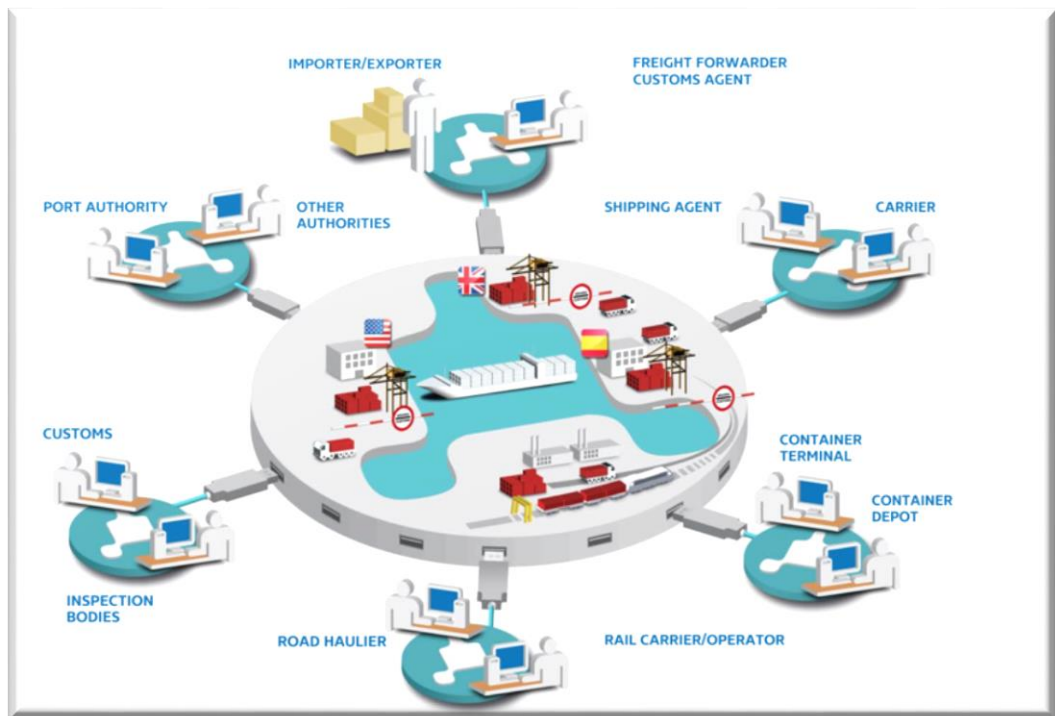 IMPORTER/EXPORTER
FREIGHT FORWARDER
CUSTOMS AGENT
PORT AUTHORITY
OTHER
AUTHORITIES
SHIPPING AGENT
CARRIER
CUSTOMS
CONTAINER
TERMINAL
CONTAINER
DEPOT
INSPECTION
BODIES
ROAD HAULIER
RAIL CARRIER/OPERATOR